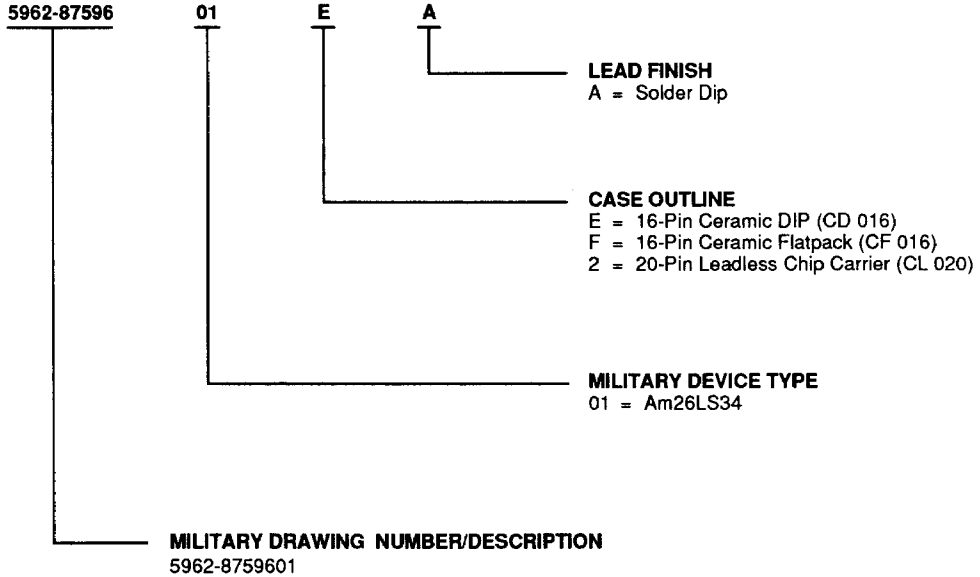 5962-87596 01 E A
LEAD FINISH
A = Solder Dip
CASE OUTLINE
E = 16-Pin Ceramic DIP (CD 016)
F = 16-Pin Ceramic Flatpack (CF 016)
2 = 20-Pin Leadless Chip Carrier (CL 020)
MILITARY DEVICE TYPE
01 = Am26LS34
MILITARY DRAWING NUMBER/DESCRIPTION
5962-8759601